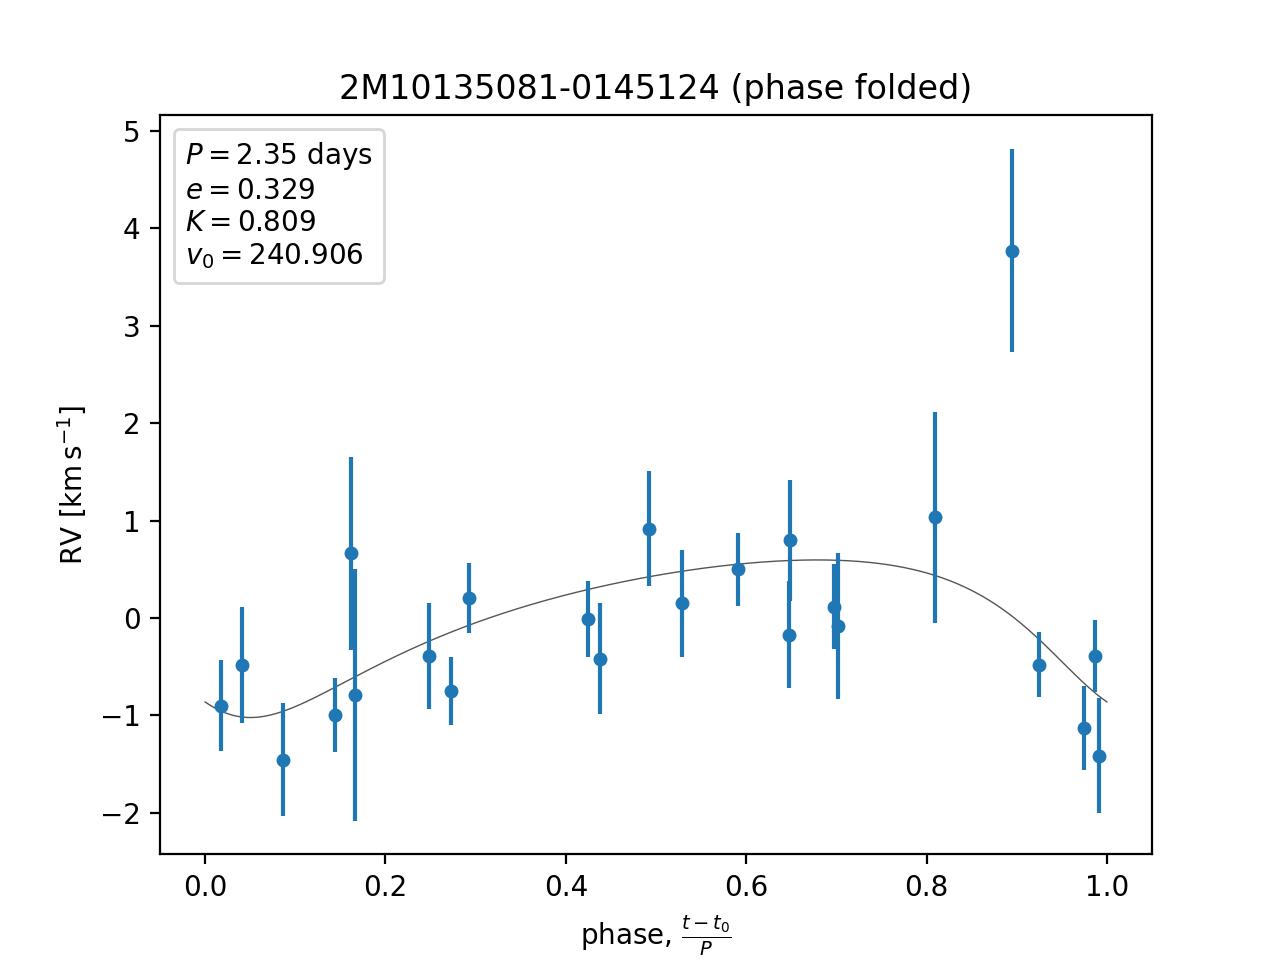 2M10135081-0145124 (phase folded)
P = 2.35 days
e = 0.329
K = 0.809
v₀ = 240.906
RV [km s⁻¹]
5
4
3
2
1
0
−1
−2
0.0 0.2 0.4 0.6 0.8 1.0
phase, (t − t₀)/P